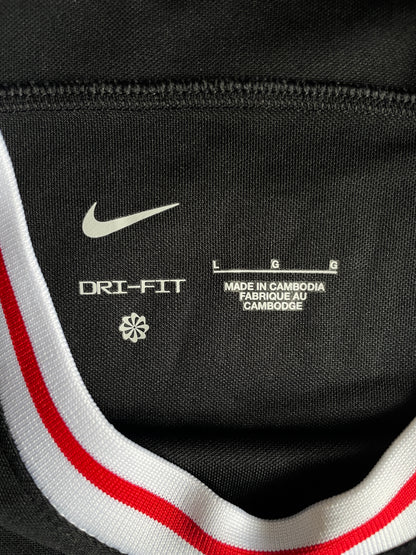 DRI-FIT
L G G
MADE IN CAMBODIA
FABRIQUE AU
CAMBODGE